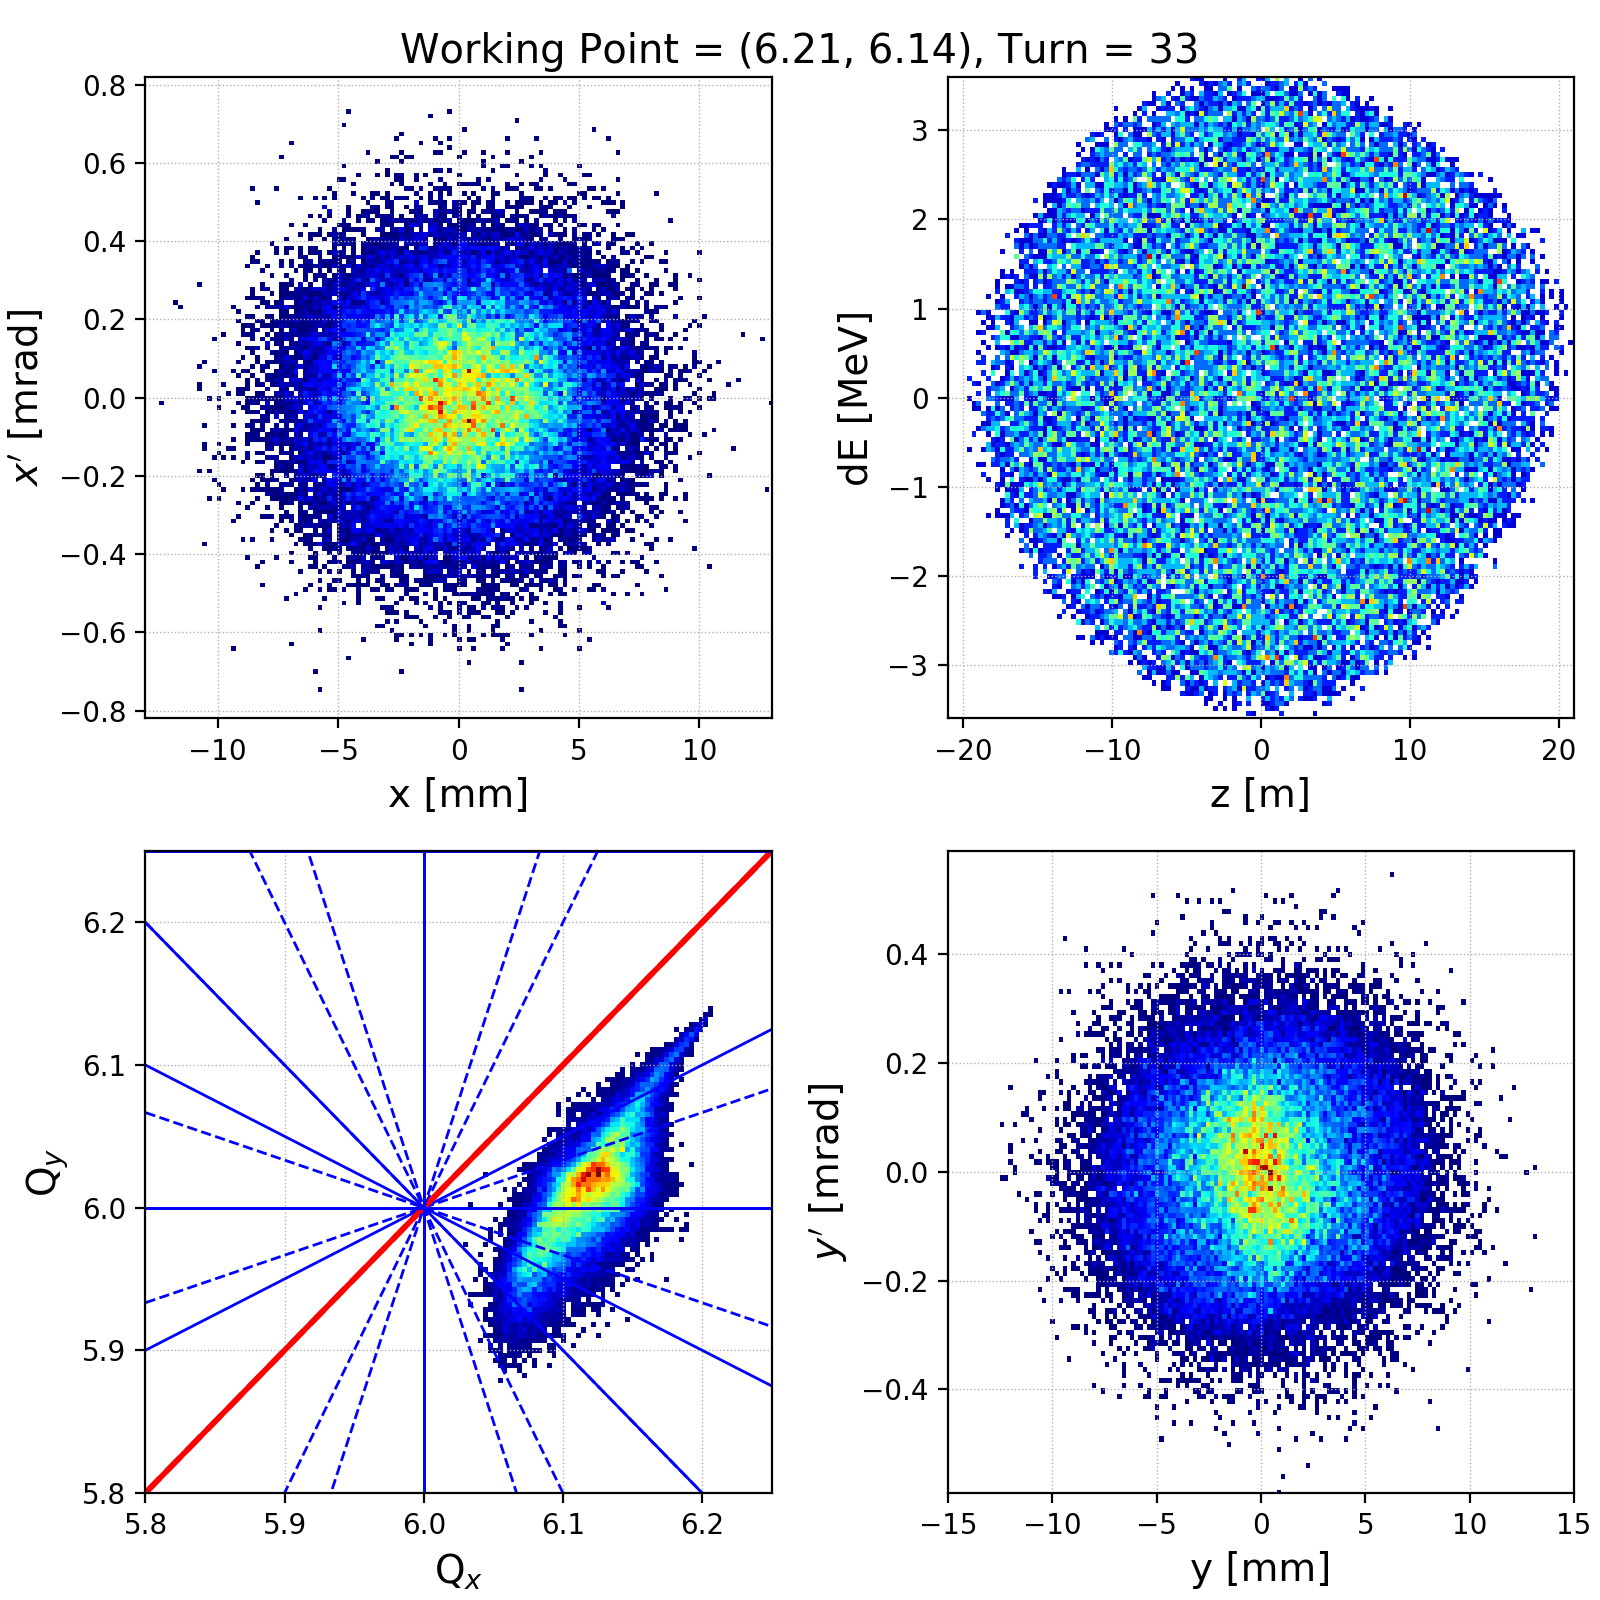 Working Point = (6.21, 6.14), Turn = 33
0.8
0.6
0.4
0.2
0.0
−0.2
−0.4
−0.6
−0.8
x′ [mrad]
−10 −5 0 5 10
x [mm]
3
2
1
0
−1
−2
−3
dE [MeV]
−20 −10 0 10 20
z [m]
6.2
6.1
6.0
5.9
5.8
Qy
5.8 5.9 6.0 6.1 6.2
Qx
0.4
0.2
0.0
−0.2
−0.4
y′ [mrad]
−15 −10 −5 0 5 10 15
y [mm]